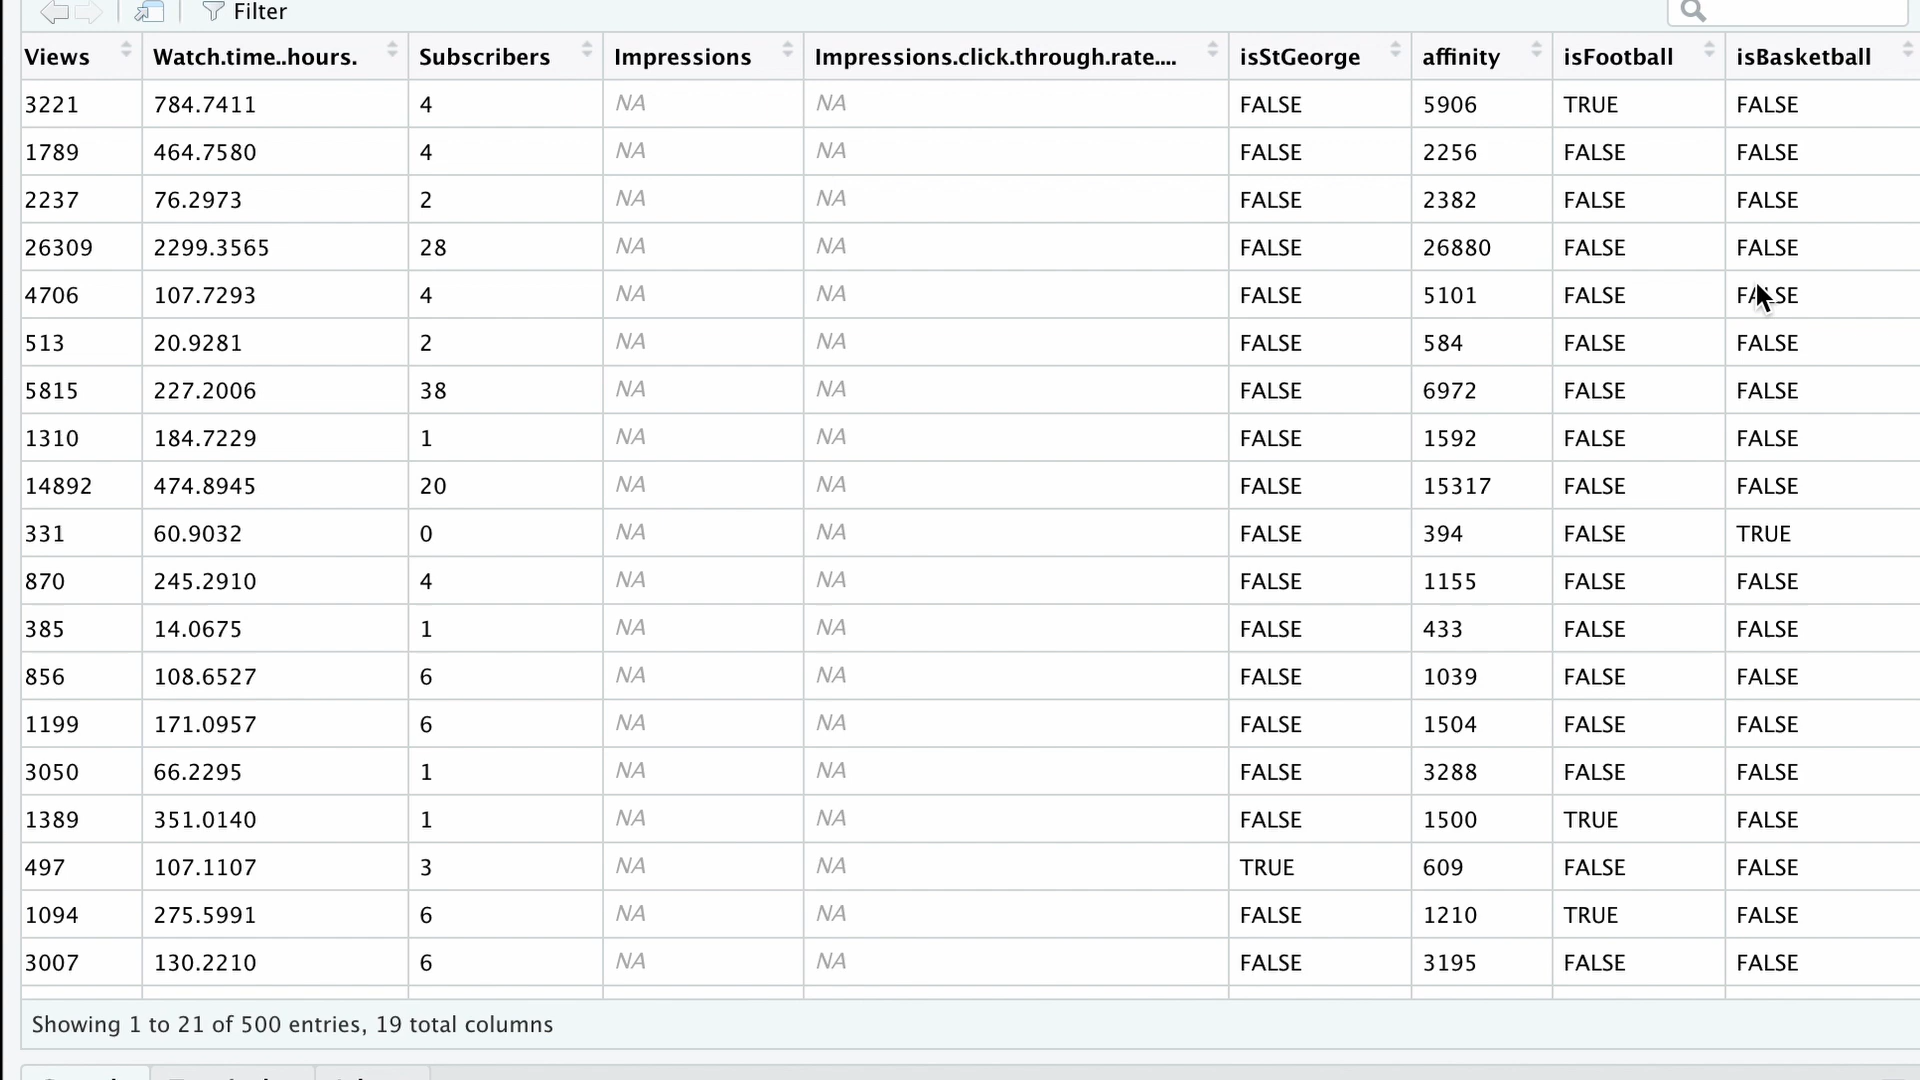 Filter
Views Watch.time..hours. Subscribers Impressions Impressions.click.through.rate.... isStGeorge affinity isFootball isBasketball
3221 784.7411 4 NA NA FALSE 5906 TRUE FALSE
1789 464.7580 4 NA NA FALSE 2256 FALSE FALSE
2237 76.2973 2 NA NA FALSE 2382 FALSE FALSE
26309 2299.3565 28 NA NA FALSE 26880 FALSE FALSE
4706 107.7293 4 NA NA FALSE 5101 FALSE FALSE
513 20.9281 2 NA NA FALSE 584 FALSE FALSE
5815 227.2006 38 NA NA FALSE 6972 FALSE FALSE
1310 184.7229 1 NA NA FALSE 1592 FALSE FALSE
14892 474.8945 20 NA NA FALSE 15317 FALSE FALSE
331 60.9032 0 NA NA FALSE 394 FALSE TRUE
870 245.2910 4 NA NA FALSE 1155 FALSE FALSE
385 14.0675 1 NA NA FALSE 433 FALSE FALSE
856 108.6527 6 NA NA FALSE 1039 FALSE FALSE
1199 171.0957 6 NA NA FALSE 1504 FALSE FALSE
3050 66.2295 1 NA NA FALSE 3288 FALSE FALSE
1389 351.0140 1 NA NA FALSE 1500 TRUE FALSE
497 107.1107 3 NA NA TRUE 609 FALSE FALSE
1094 275.5991 6 NA NA FALSE 1210 TRUE FALSE
3007 130.2210 6 NA NA FALSE 3195 FALSE FALSE
Showing 1 to 21 of 500 entries, 19 total columns